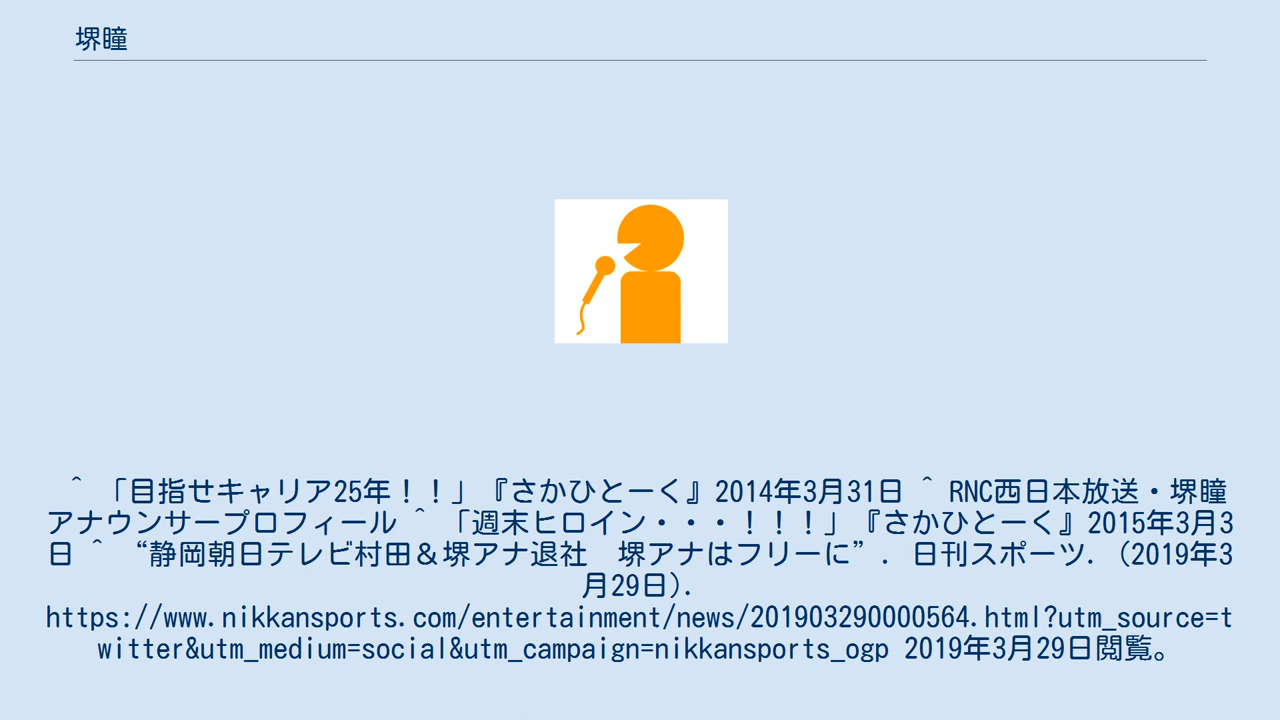 堺瞳
^ 「目指せキャリア25年！！」『さかひとーく』2014年3月31日 ^ RNC西日本放送・堺瞳
アナウンサープロフィール ^ 「週末ヒロイン・・・！！！」『さかひとーく』2015年3月3
日 ^ “静岡朝日テレビ村田＆堺アナ退社　堺アナはフリーに”. 日刊スポーツ. (2019年3
月29日).
https://www.nikkansports.com/entertainment/news/201903290000564.html?utm_source=t
witter&utm_medium=social&utm_campaign=nikkansports_ogp 2019年3月29日閲覧。